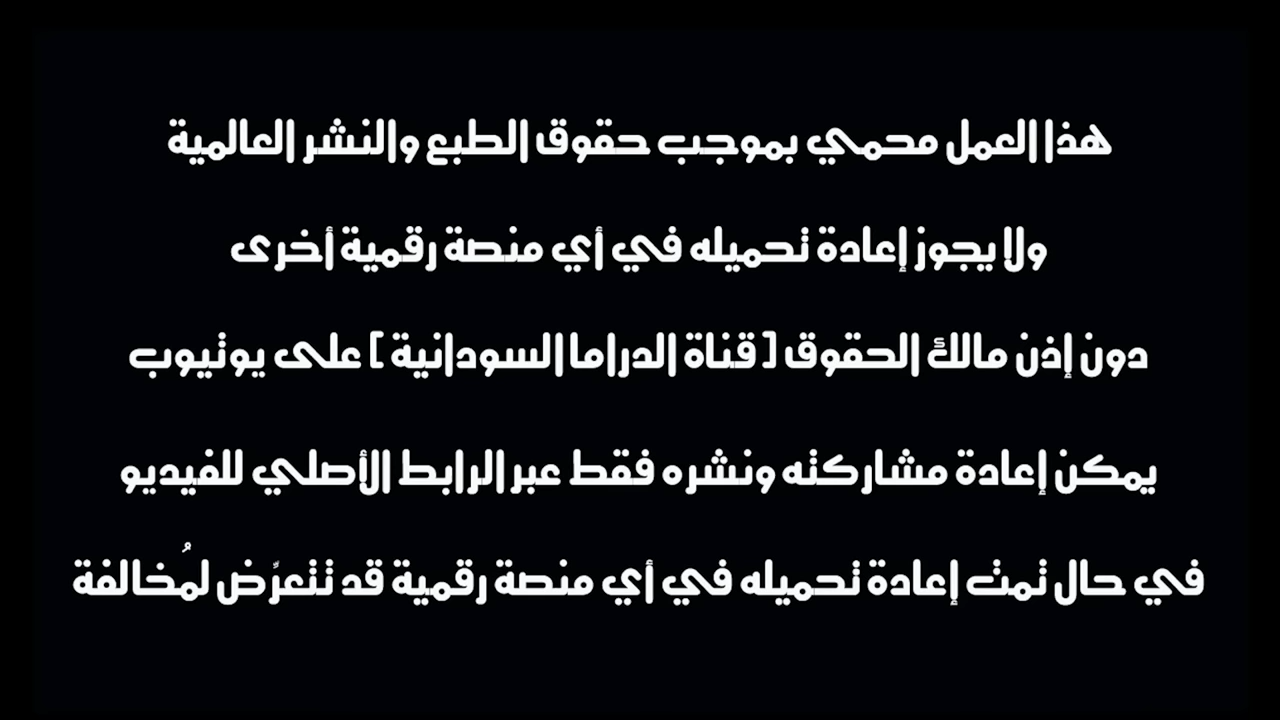 هذا العمل محمي بموجب حقوق الطبع والنشر العالمية
ولا يجوز إعادة تحميله في أي منصة رقمية أخرى
دون إذن مالك الحقوق [ قناة الدراما السودانية ] على يوتيوب
يمكن إعادة مشاركته ونشره فقط عبر الرابط الأصلي للفيديو
في حال تمت إعادة تحميله في أي منصة رقمية قد تتعرّض لمُخالفة